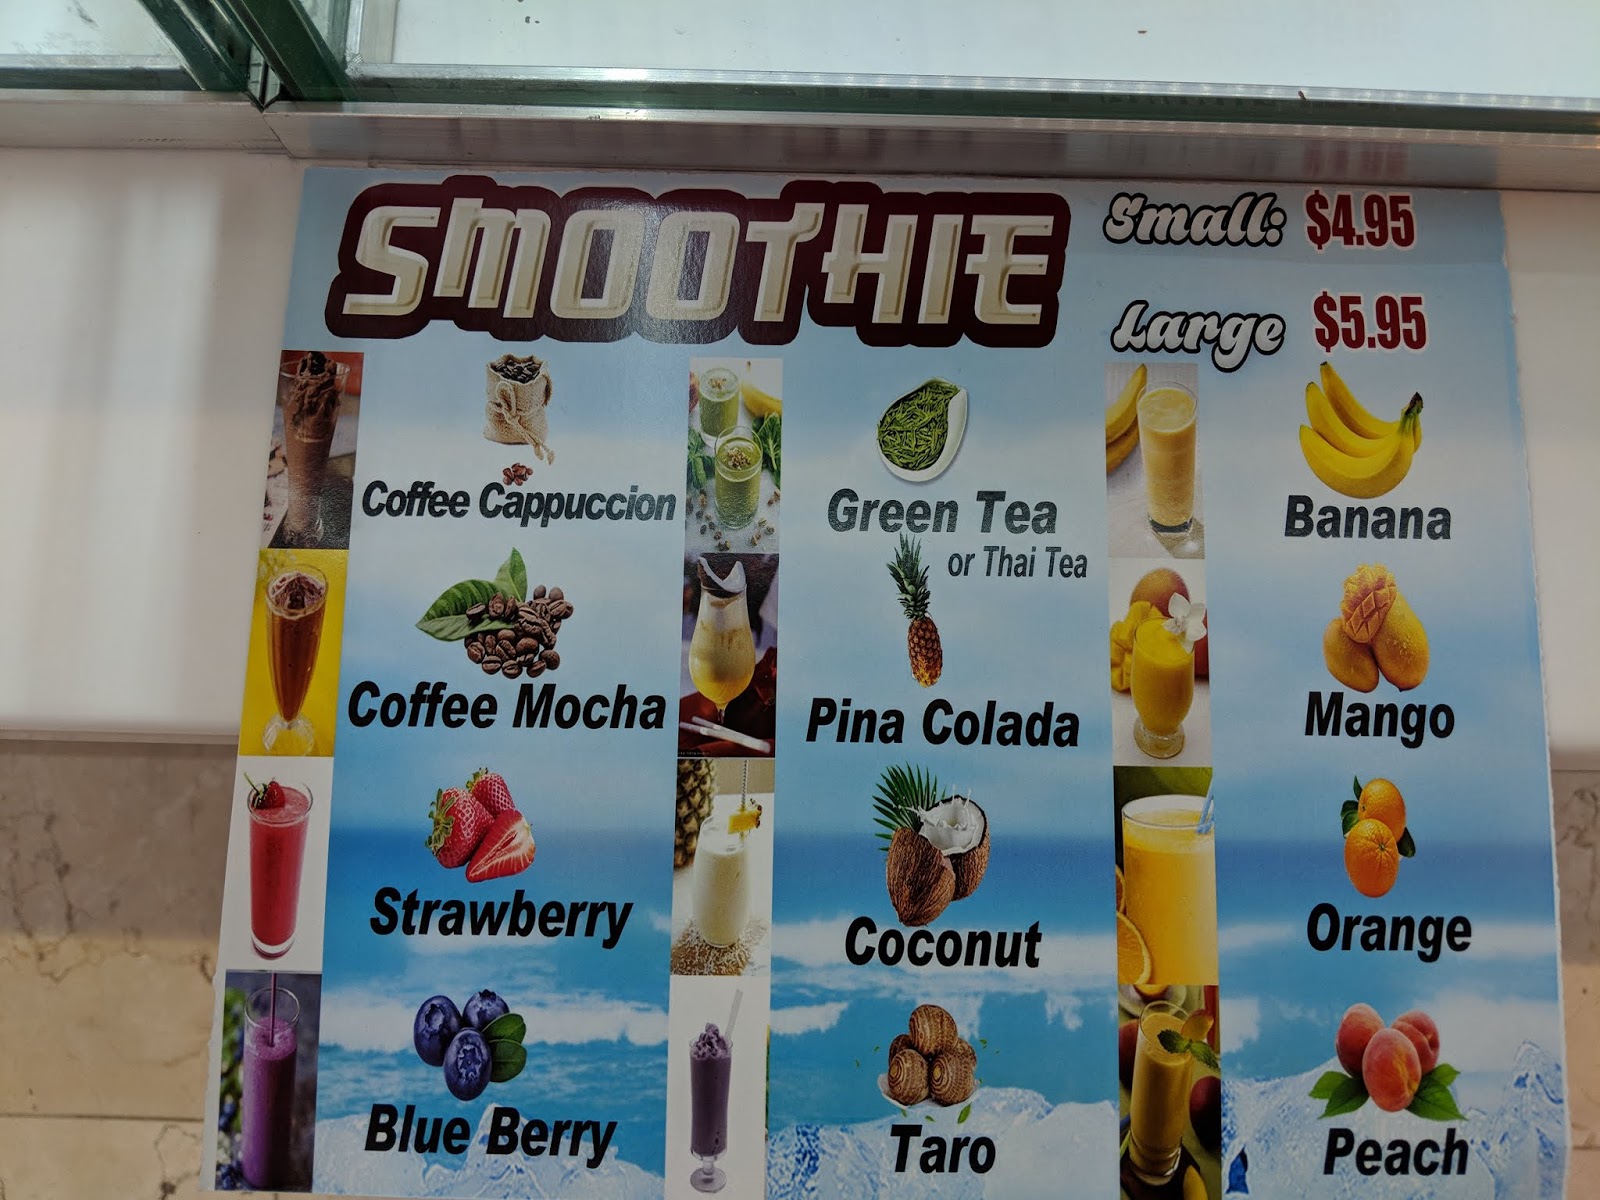 SMOOTHIE
Small: $4.95
Large $5.95
Coffee Cappuccion
Green Tea
or Thai Tea
Banana
Coffee Mocha
Pina Colada
Mango
Strawberry
Coconut
Orange
Blue Berry
Taro
Peach